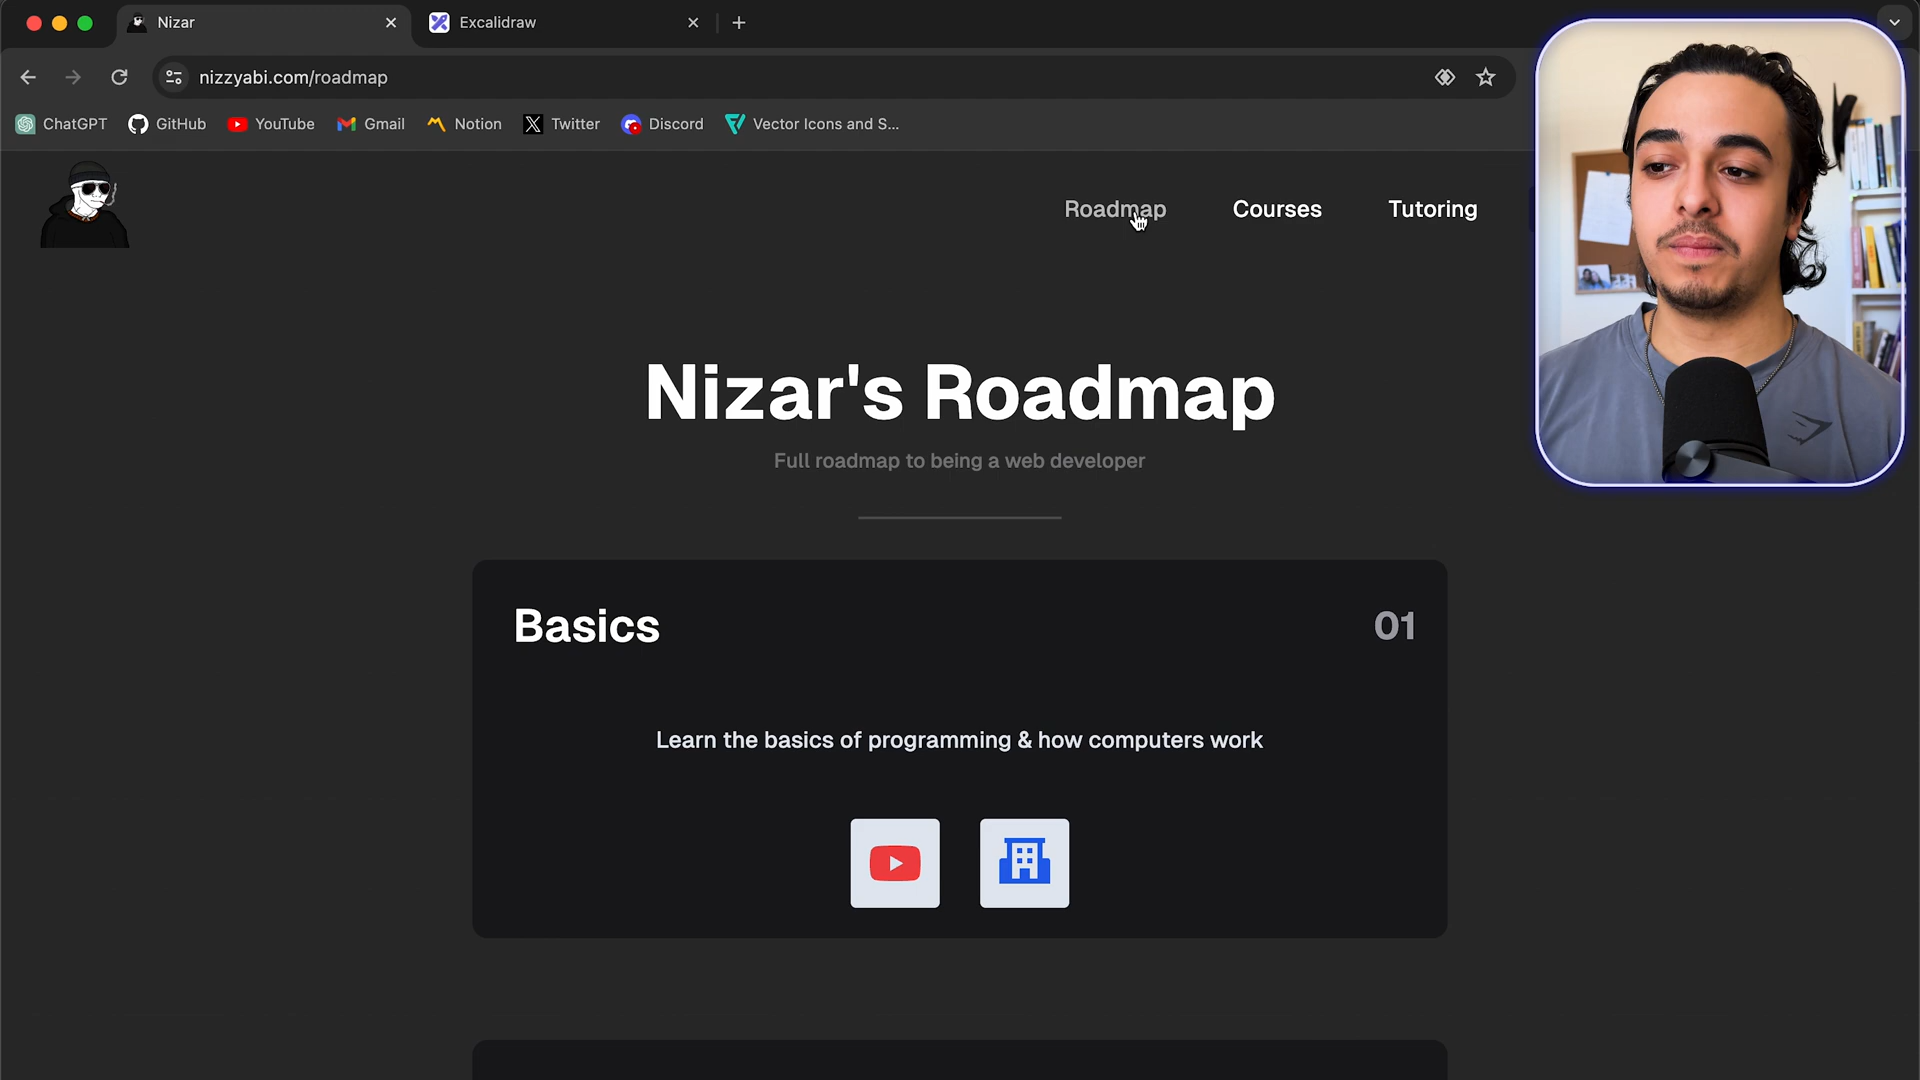 Nizar
Excalidraw
nizzyabi.com/roadmap
ChatGPT
GitHub
YouTube
Gmail
Notion
Twitter
Discord
Vector Icons and S...
Roadmap
Courses
Tutoring
Nizar's Roadmap
Full roadmap to being a web developer
Basics
01
Learn the basics of programming & how computers work